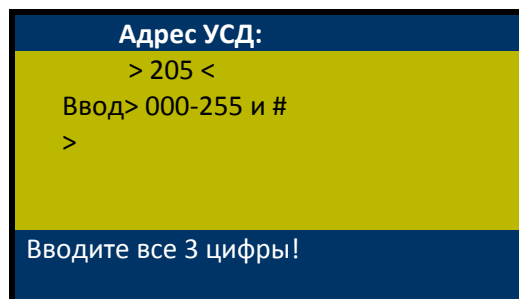 Адрес УСД:
> 205 <
Ввод> 000-255 и #
>
Вводите все 3 цифры!